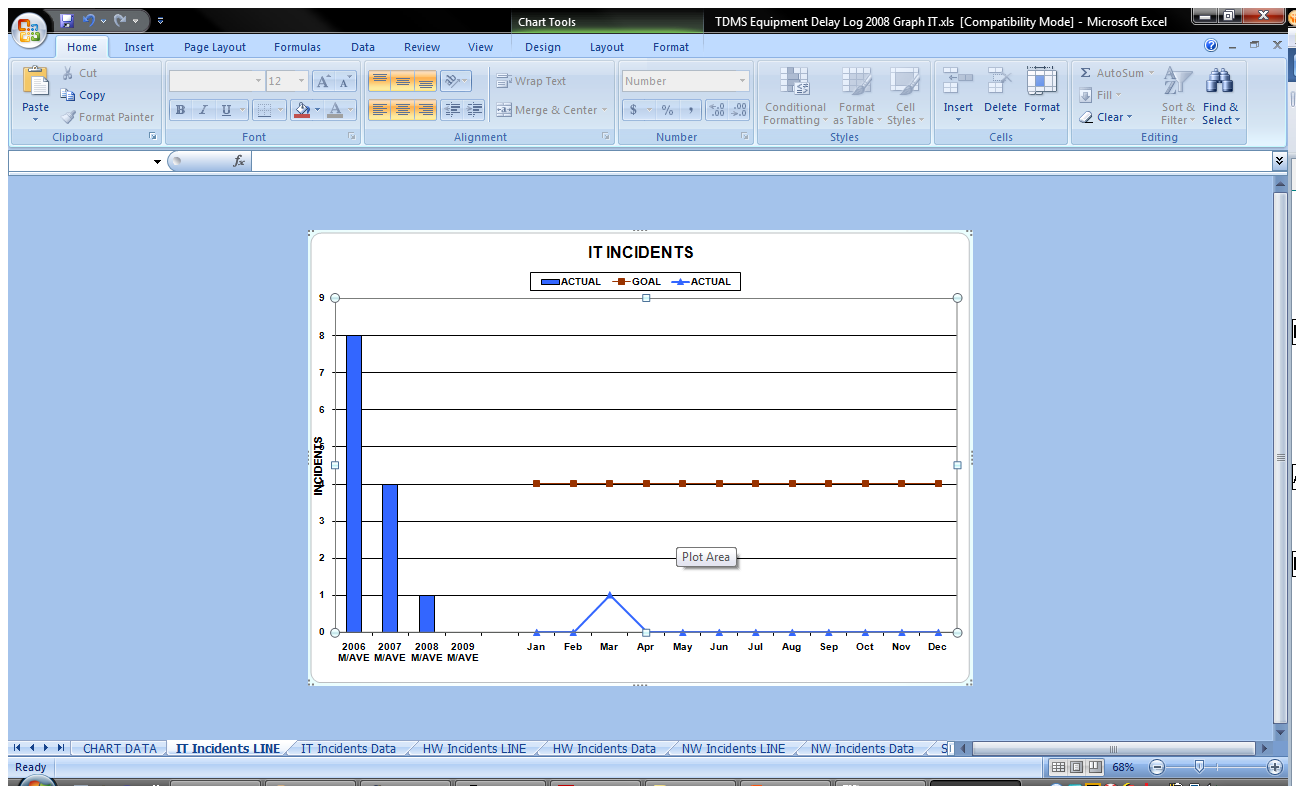 Chart Tools
TDMS Equipment Delay Log 2008 Graph IT.xls [Compatibility Mode] - Microsoft Excel
Home Insert Page Layout Formulas Data Review View Design Layout Format
Paste
Cut
Copy
Format Painter
Clipboard
12 A A
B I U A
Font
Wrap Text
Merge & Center
Alignment
Number
$ % ,
Number
Conditional Formatting
Format as Table
Cell Styles
Styles
Insert Delete Format
Cells
Σ AutoSum
Fill
Clear
Sort & Filter
Find & Select
Editing
fx
IT INCIDENTS
ACTUAL GOAL ACTUAL
9
8
7
6
5
4
3
2
1
0
INCIDENTS
Plot Area
2006 2007 2008 2009 Jan Feb Mar Apr May Jun Jul Aug Sep Oct Nov Dec
M/AVE M/AVE M/AVE M/AVE
CHART DATA IT Incidents LINE IT Incidents Data HW Incidents LINE HW Incidents Data NW Incidents LINE NW Incidents Data
Ready 68%